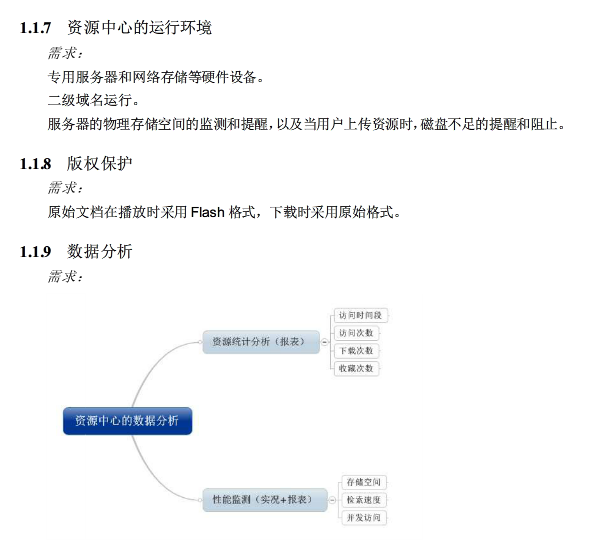 1.1.7 资源中心的运行环境
需求：
专用服务器和网络存储等硬件设备。
二级域名运行。
服务器的物理存储空间的监测和提醒，以及当用户上传资源时，磁盘不足的提醒和阻止。
1.1.8 版权保护
需求：
原始文档在播放时采用 Flash 格式，下载时采用原始格式。
1.1.9 数据分析
需求：
资源中心的数据分析
资源统计分析（报表）
访问时间段
访问次数
下载次数
收藏次数
性能监测（实况+报表）
存储空间
检索速度
开发访问